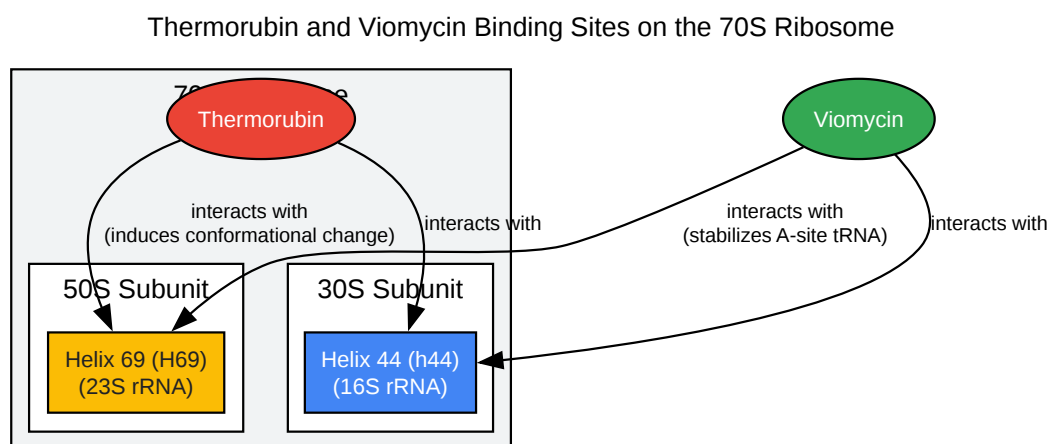 Thermorubin and Viomycin Binding Sites on the 70S Ribosome
Thermorubin
Viomycin
interacts with
(induces conformational change)
interacts with
interacts with
(stabilizes A-site tRNA)
interacts with
50S Subunit
30S Subunit
Helix 69 (H69)
(23S rRNA)
Helix 44 (h44)
(16S rRNA)